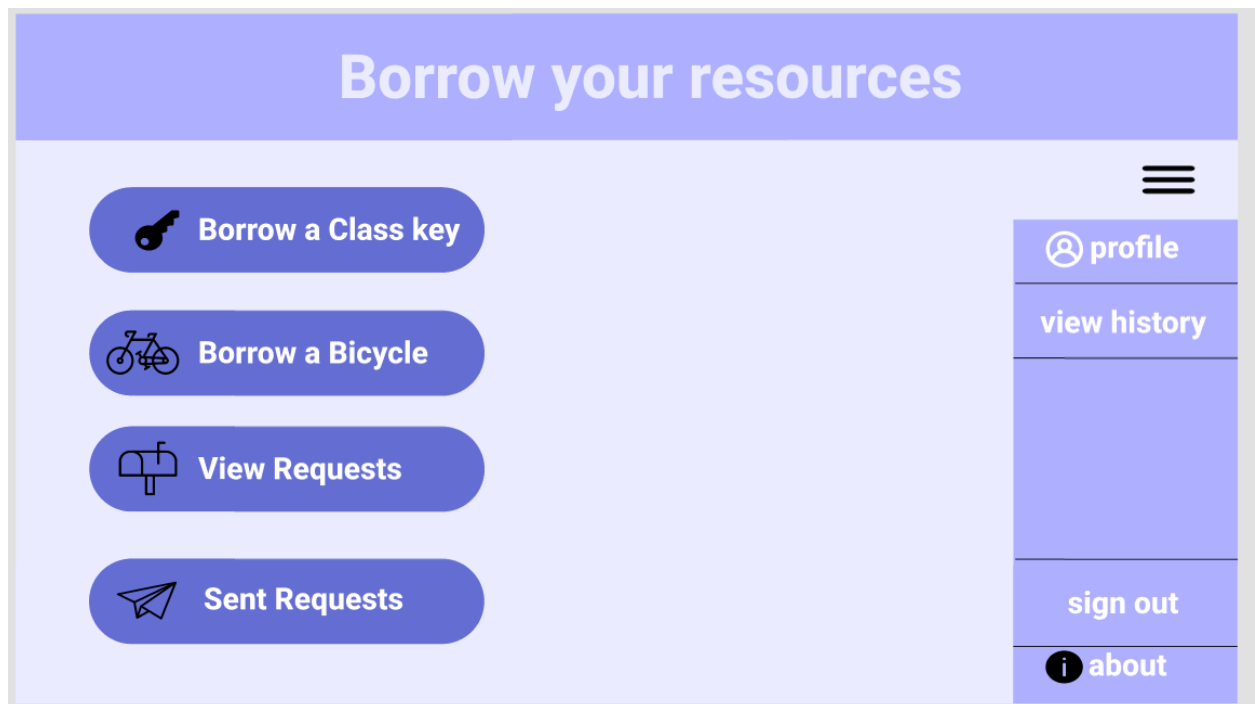 Borrow your resources
Borrow a Class key
Borrow a Bicycle
View Requests
Sent Requests
profile
view history
sign out
i about